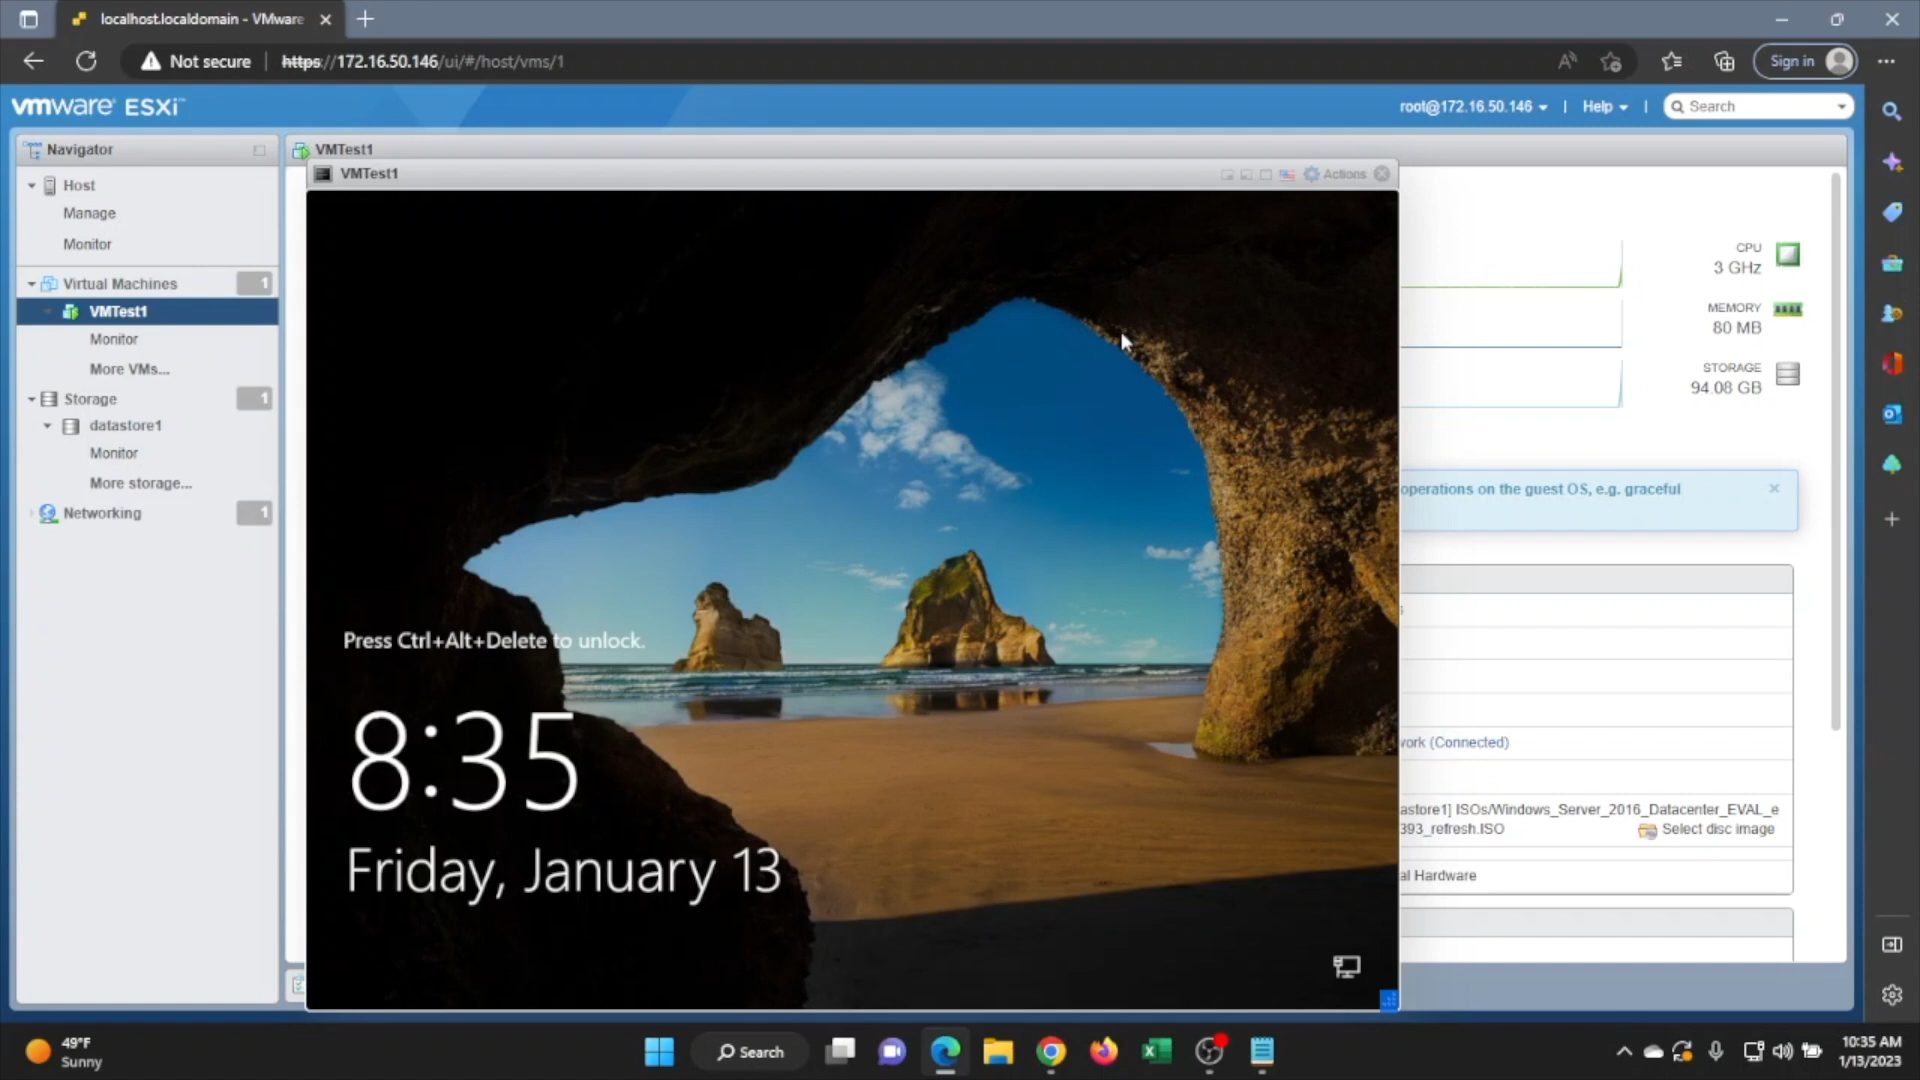 localhost.localdomain - VMware
Not secure
https://172.16.50.146/ui/#/host/vms/1
Sign in
vmware ESXi
root@172.16.50.146
Help
Search
Navigator
Host
Manage
Monitor
Virtual Machines 1
VMTest1
Monitor
More VMs...
Storage 1
datastore1
Monitor
More storage...
Networking 1
VMTest1
VMTest1
Actions
Press Ctrl+Alt+Delete to unlock.
8:35
Friday, January 13
CPU
3 GHz
MEMORY
80 MB
STORAGE
94.08 GB
operations on the guest OS, e.g. graceful
ork (Connected)
astore1] ISOs/Windows_Server_2016_Datacenter_EVAL_e
393_refresh.ISO
Select disc image
al Hardware
49°F
Sunny
Search
10:35 AM
1/13/2023